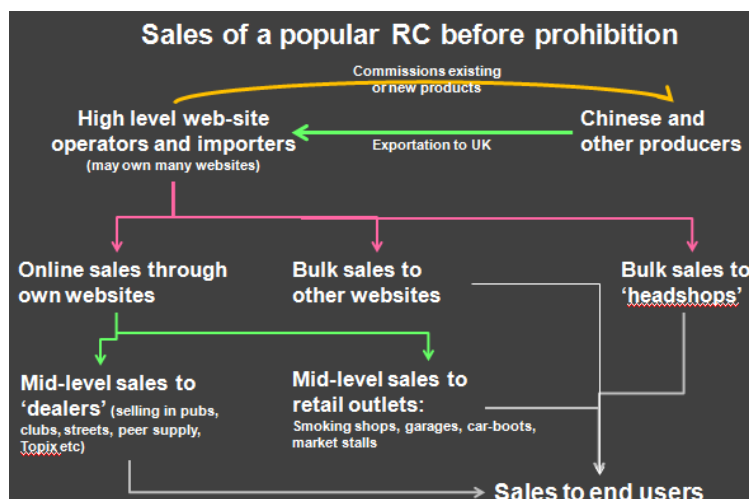 Sales of a popular RC before prohibition
Commissions existing
or new products
High level web-site
operators and importers
(may own many websites)
Chinese and
other producers
Exportation to UK
Online sales through
own websites
Bulk sales to
other websites
Bulk sales to
‘headshops’
Mid-level sales to
‘dealers’ (selling in pubs,
clubs, streets, peer supply,
Topix etc)
Mid-level sales to
retail outlets:
Smoking shops, garages, car-boots,
market stalls
Sales to end users